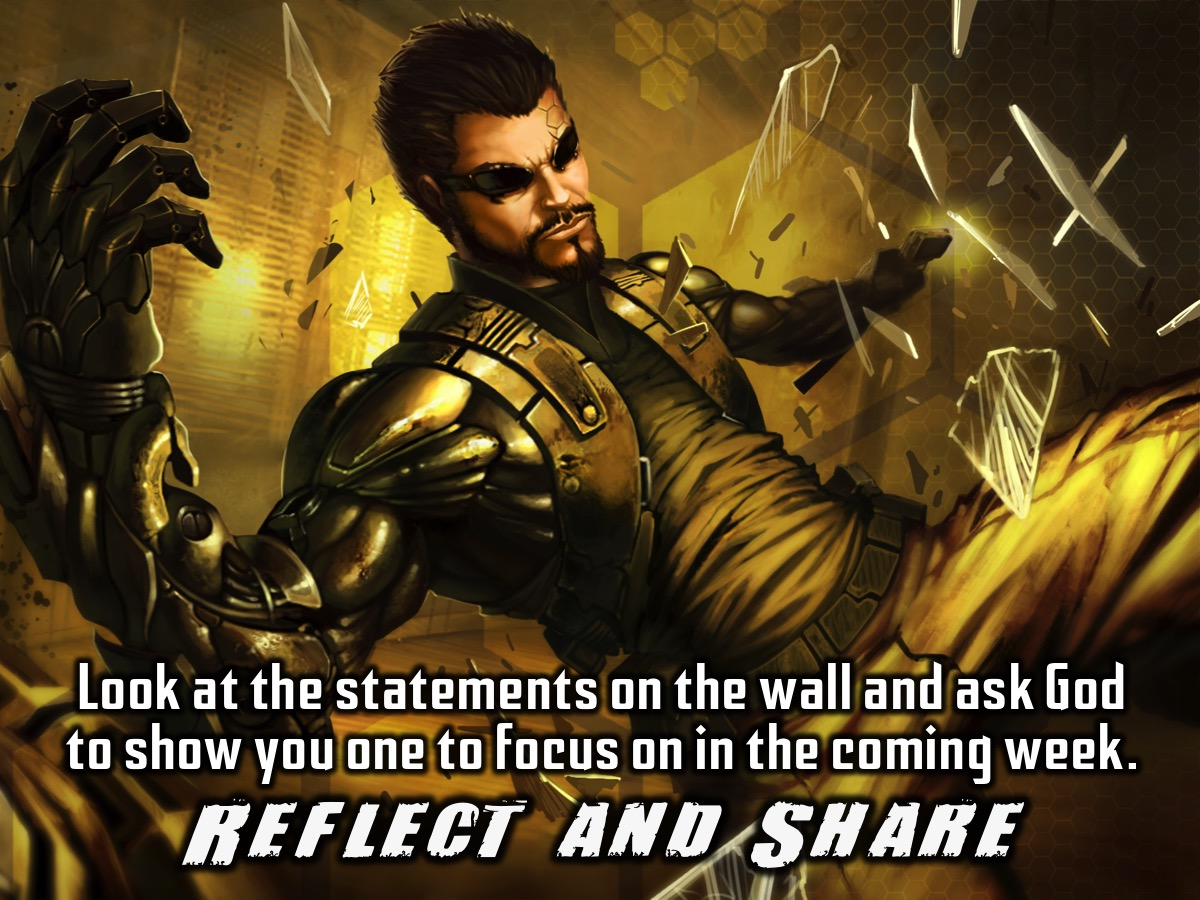 Look at the statements on the wall and ask God
to show you one to focus on in the coming week.
Reflect and Share